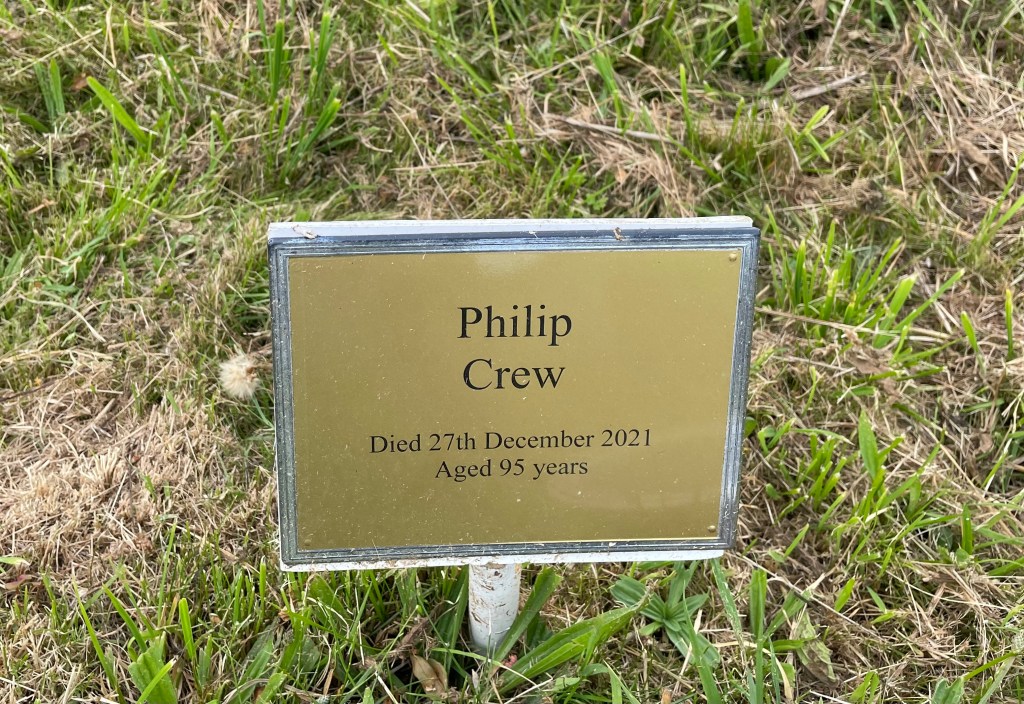 Philip
Crew
Died 27th December 2021
Aged 95 years